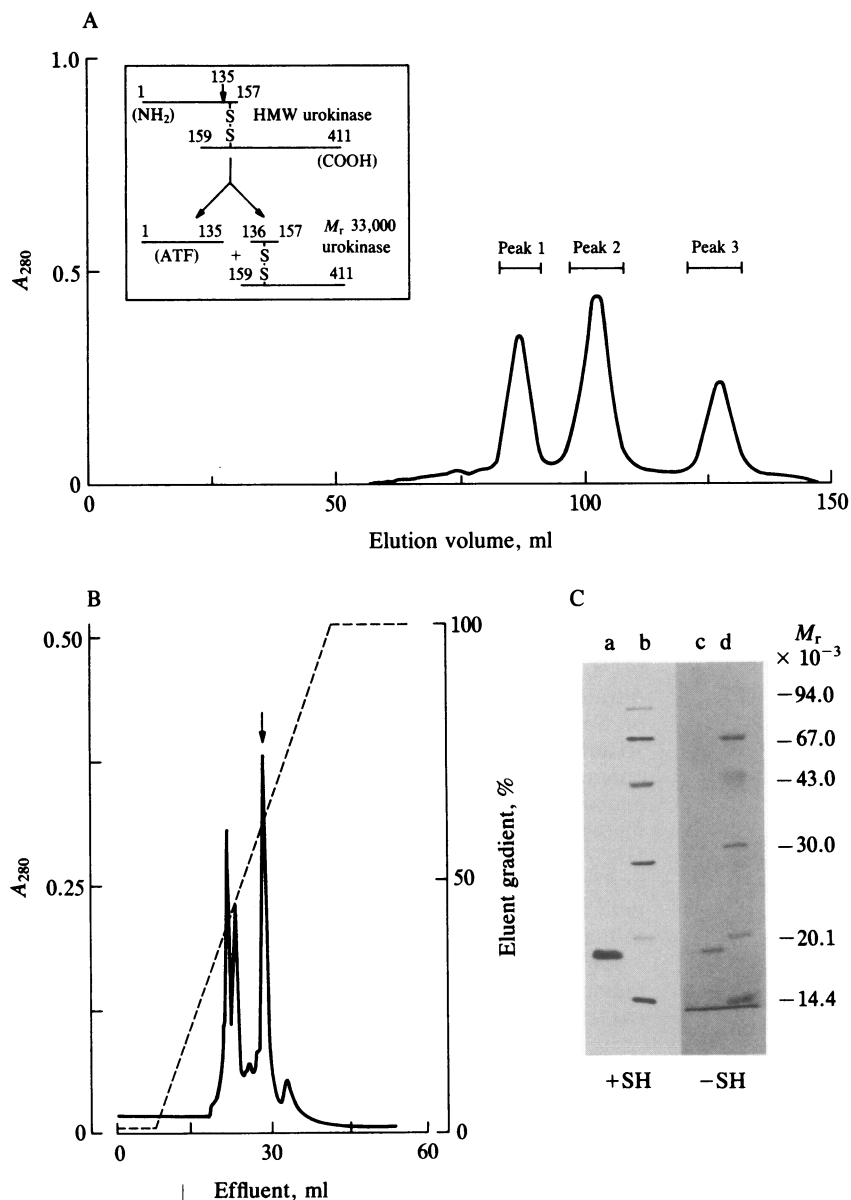 A
1.0
0.5
0
A280
135
1 157
(NH2) S HMW urokinase
159 S 411
(COOH)
1 135 136 157 Mr 33,000
(ATF) + S urokinase
159 S 411
Peak 1 Peak 2 Peak 3
0 50 100 150
Elution volume, ml
B
0.50
0.25
0
A280
100
50
0
Eluent gradient, %
0 30 60
Effluent, ml
C
a b c d Mr
× 10−3
−94.0
−67.0
−43.0
−30.0
−20.1
−14.4
+SH −SH